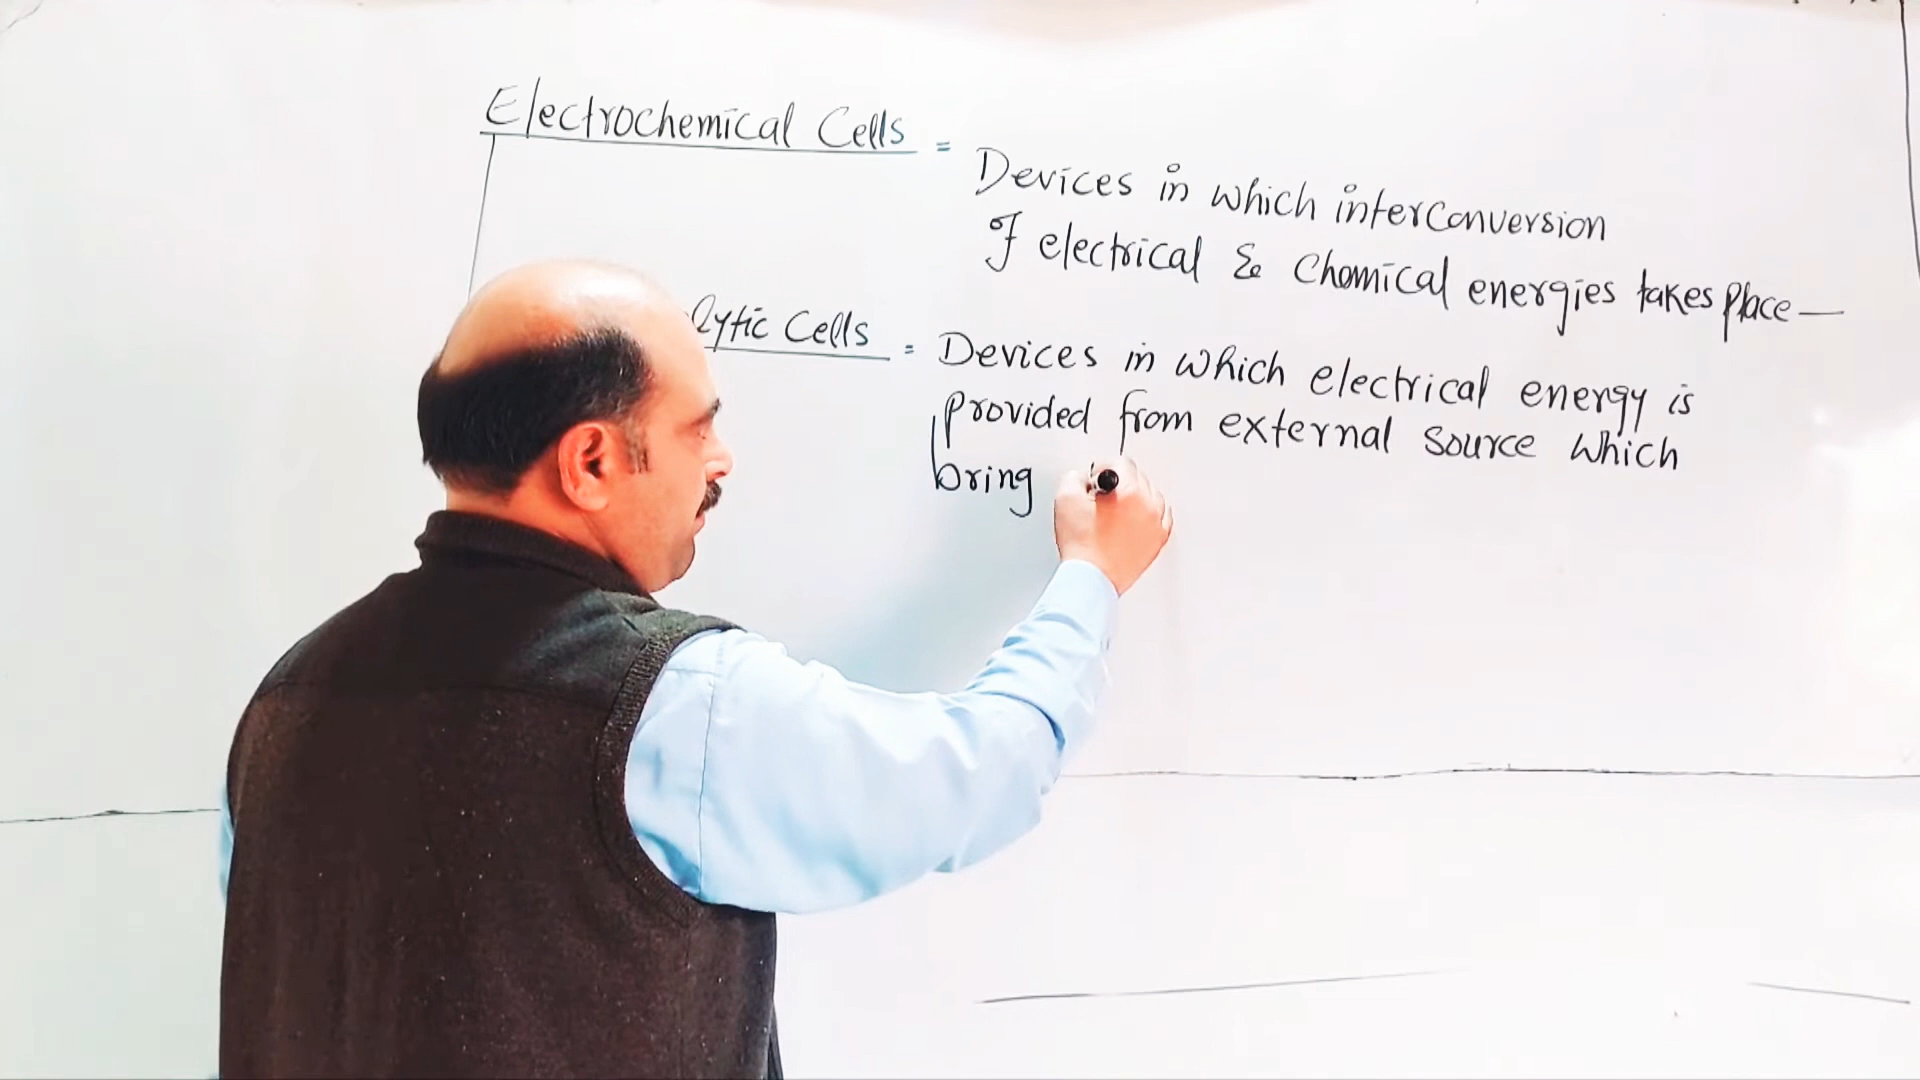 Electrochemical Cells =
Devices in which interconversion
of electrical & Chemical energies takes place —
lytic Cells = Devices in which electrical energy is
provided from external source which
bring